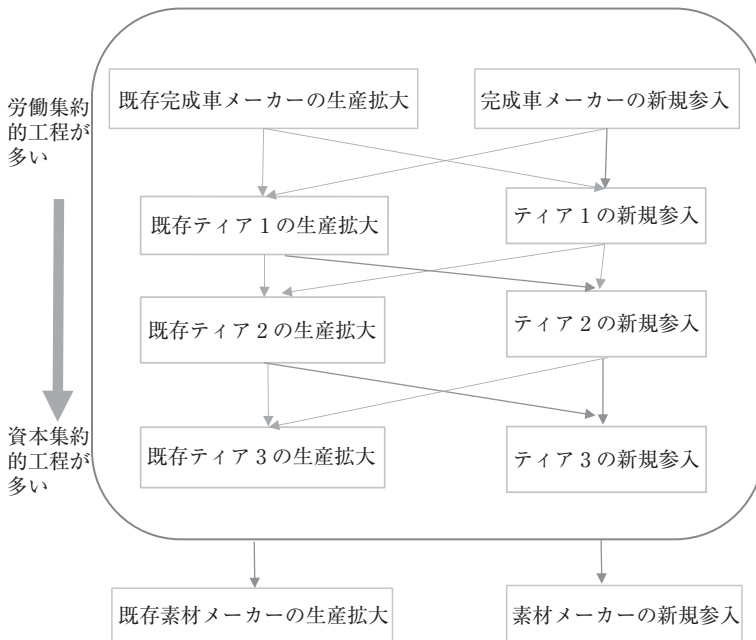 既存完成車メーカーの生産拡大
完成車メーカーの新規参入
労働集約
的工程が
多い
既存ティア1の生産拡大
ティア1の新規参入
既存ティア2の生産拡大
ティア2の新規参入
資本集約
的工程が
多い
既存ティア3の生産拡大
ティア3の新規参入
既存素材メーカーの生産拡大
素材メーカーの新規参入